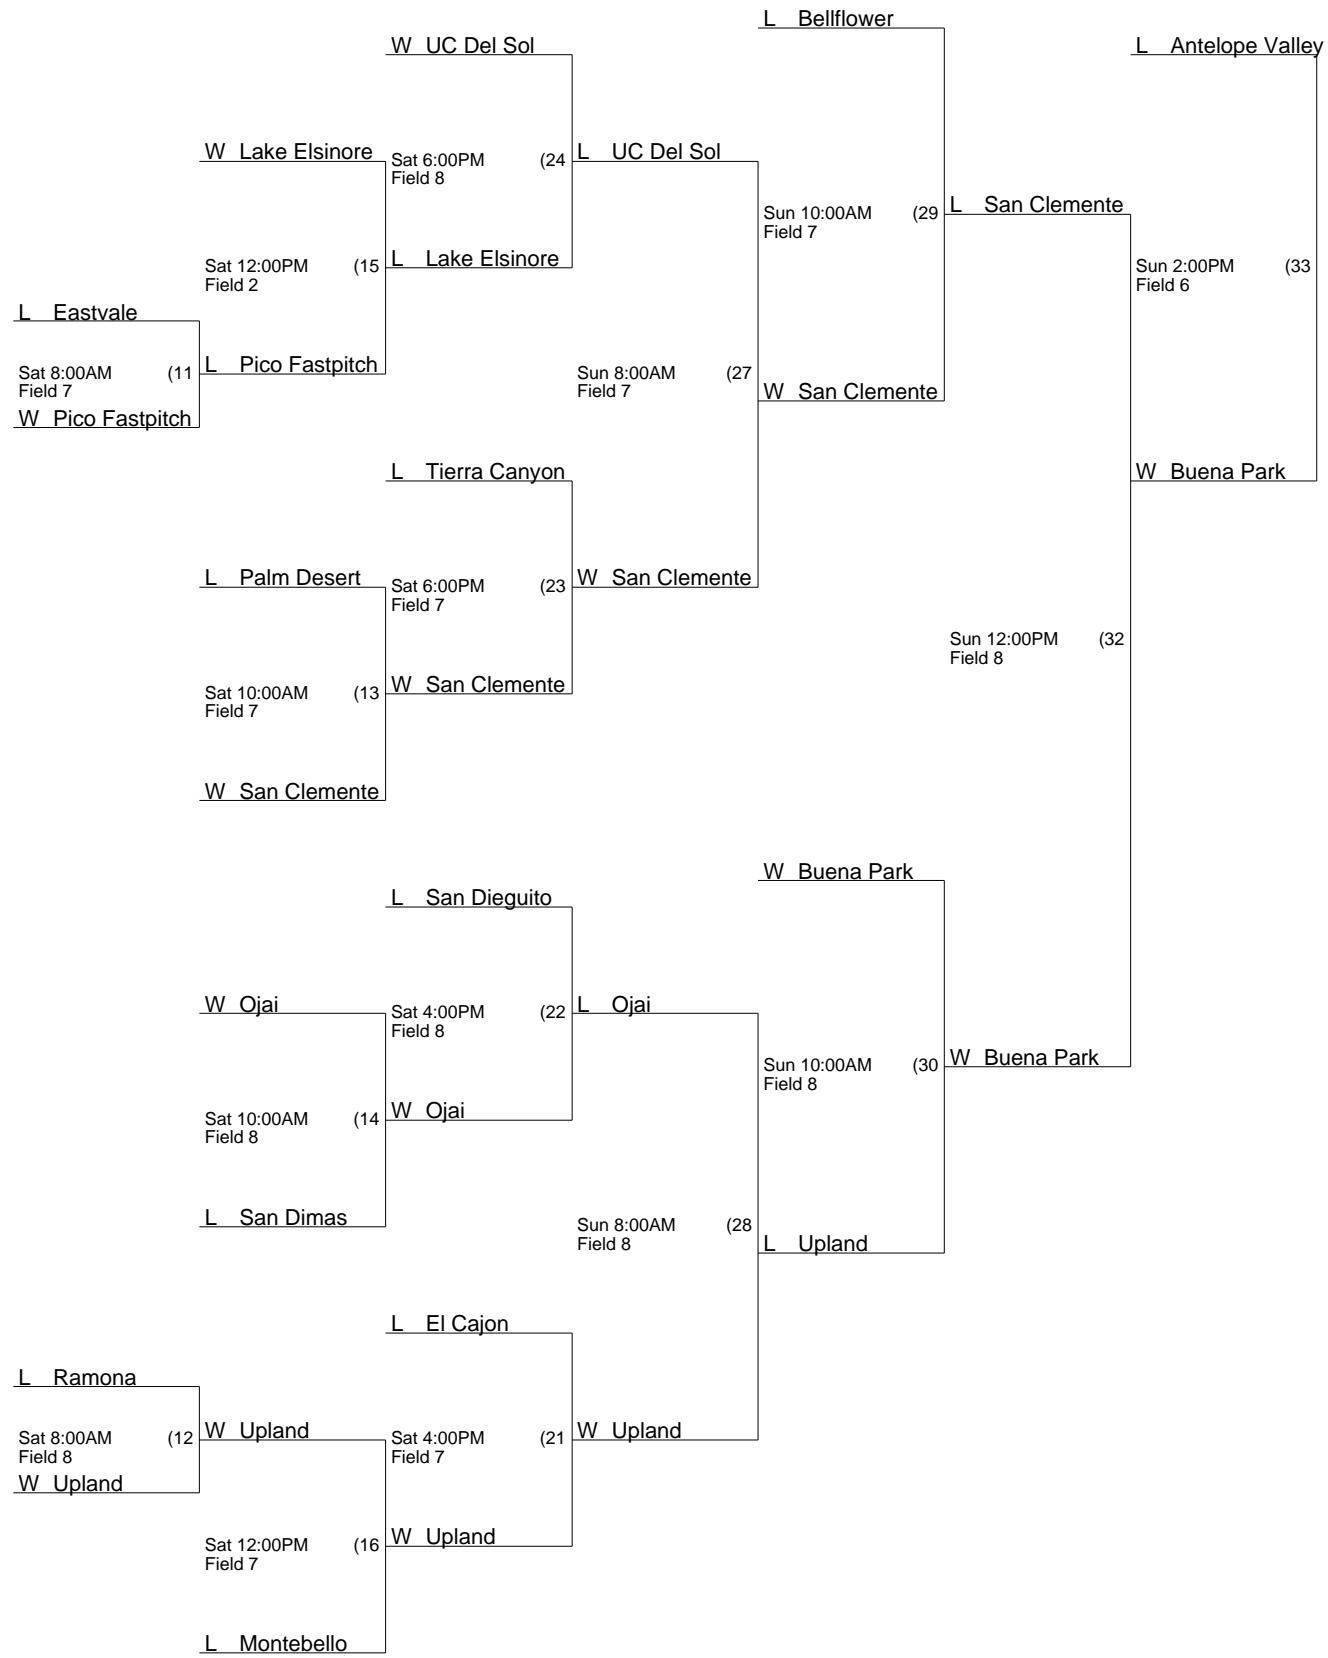 L Bellflower
W UC Del Sol
L Antelope Valley
W Lake Elsinore
Sat 6:00PM (24
Field 8
L UC Del Sol
Sun 10:00AM (29
Field 7
L San Clemente
Sat 12:00PM (15
Field 2
L Lake Elsinore
Sun 2:00PM (33
Field 6
L Eastvale
Sat 8:00AM (11
Field 7
L Pico Fastpitch
Sun 8:00AM (27
Field 7
W San Clemente
W Pico Fastpitch
L Tierra Canyon
W Buena Park
L Palm Desert
Sat 6:00PM (23
Field 7
W San Clemente
Sun 12:00PM (32
Field 8
Sat 10:00AM (13
Field 7
W San Clemente
W San Clemente
W Buena Park
L San Dieguito
W Ojai
Sat 4:00PM (22
Field 8
L Ojai
Sun 10:00AM (30
Field 8
W Buena Park
Sat 10:00AM (14
Field 8
W Ojai
L San Dimas
Sun 8:00AM (28
Field 8
L Upland
L El Cajon
L Ramona
Sat 8:00AM (12
Field 8
W Upland
Sat 4:00PM (21
Field 7
W Upland
W Upland
Sat 12:00PM (16
Field 7
W Upland
L Montebello